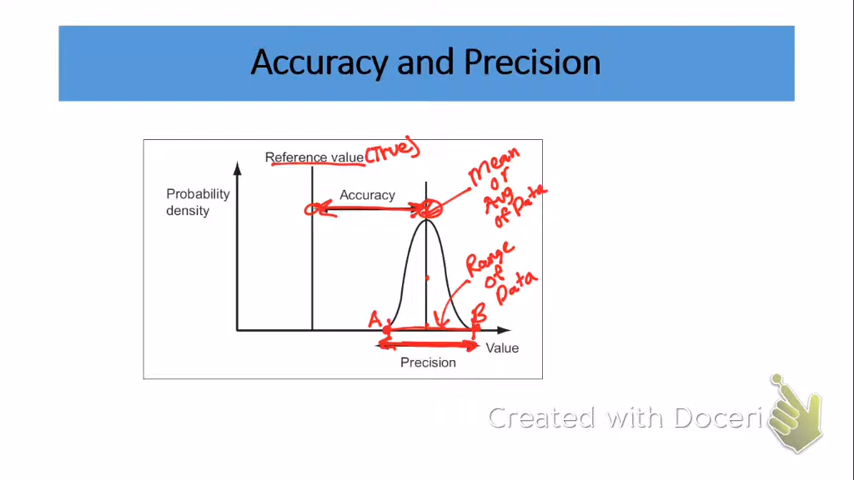 Accuracy and Precision
Reference value (True)
Mean
or
Avg
of Data
Probability
density
Accuracy
Range
of
Data
A
B
Value
Precision
Created with Doceri